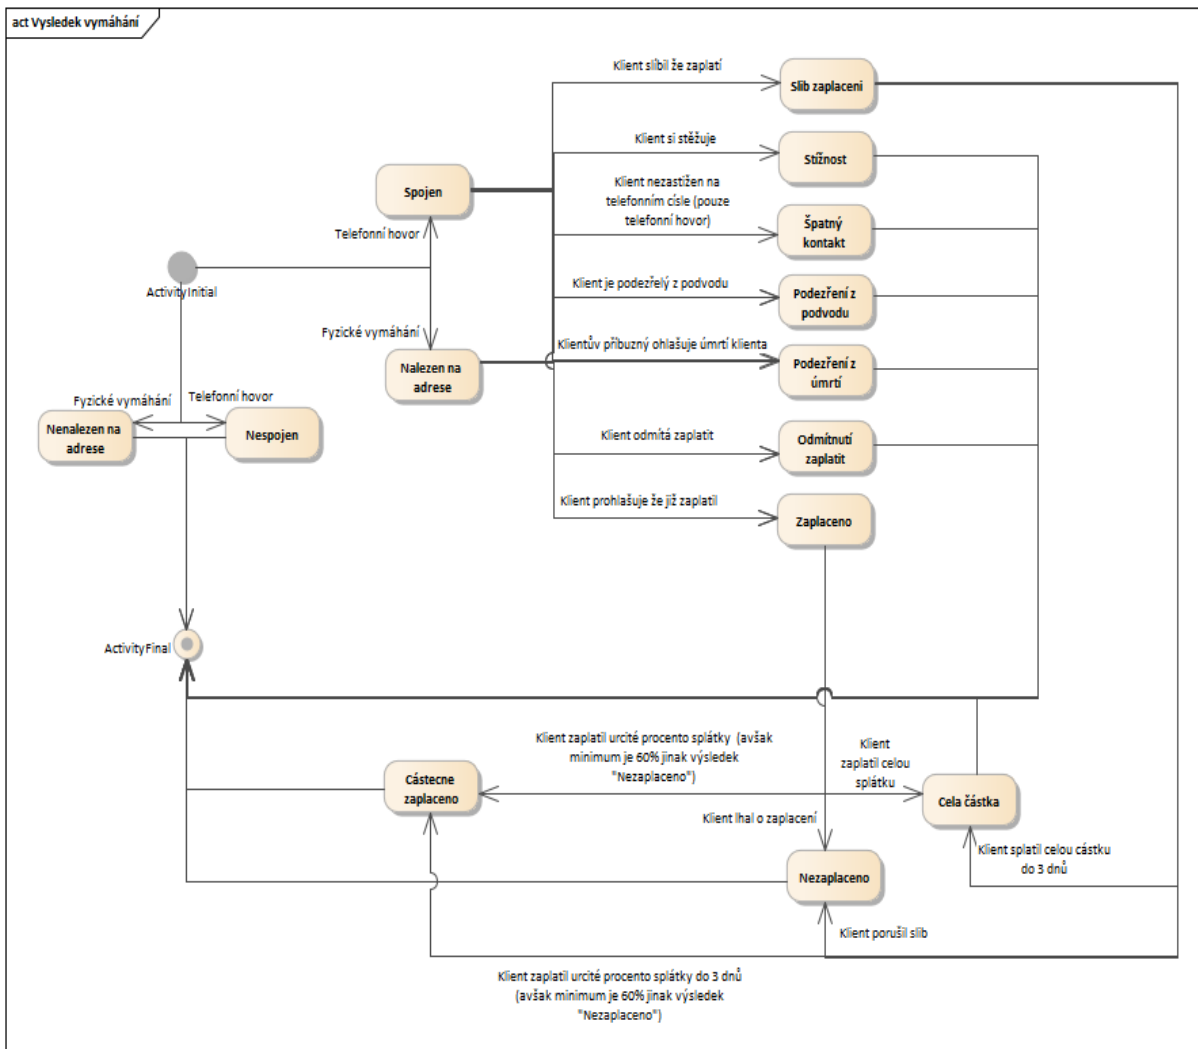 act Vysledek vymáhání
Klient slíbil že zaplatí
Slib zaplaceni
Klient si stěžuje
Stížnost
Spojen
Klient nezastižen na
telefonním císle (pouze
telefonní hovor)
Špatný
kontakt
Telefonní hovor
ActivityInitial
Klient je podezřelý z podvodu
Podezření z
podvodu
Fyzické vymáhání
Klientův příbuzný ohlašuje úmrtí klienta
Nalezen na
adrese
Podezření z
úmrtí
Fyzické vymáhání
Telefonní hovor
Nenalezen na
adrese
Nespojen
Klient odmítá zaplatit
Odmítnutí
zaplatit
Klient prohlašuje že již zaplatil
Zaplaceno
ActivityFinal
Klient zaplatil urcité procento splátky (avšak
minimum je 60% jinak výsledek
"Nezaplaceno")
Klient
zaplatil celou
splátku
Cástecne
zaplaceno
Cela částka
Klient lhal o zaplacení
Klient splatil celou cástku
do 3 dnů
Nezaplaceno
Klient porušil slib
Klient zaplatil urcité procento splátky do 3 dnů
(avšak minimum je 60% jinak výsledek
"Nezaplaceno")